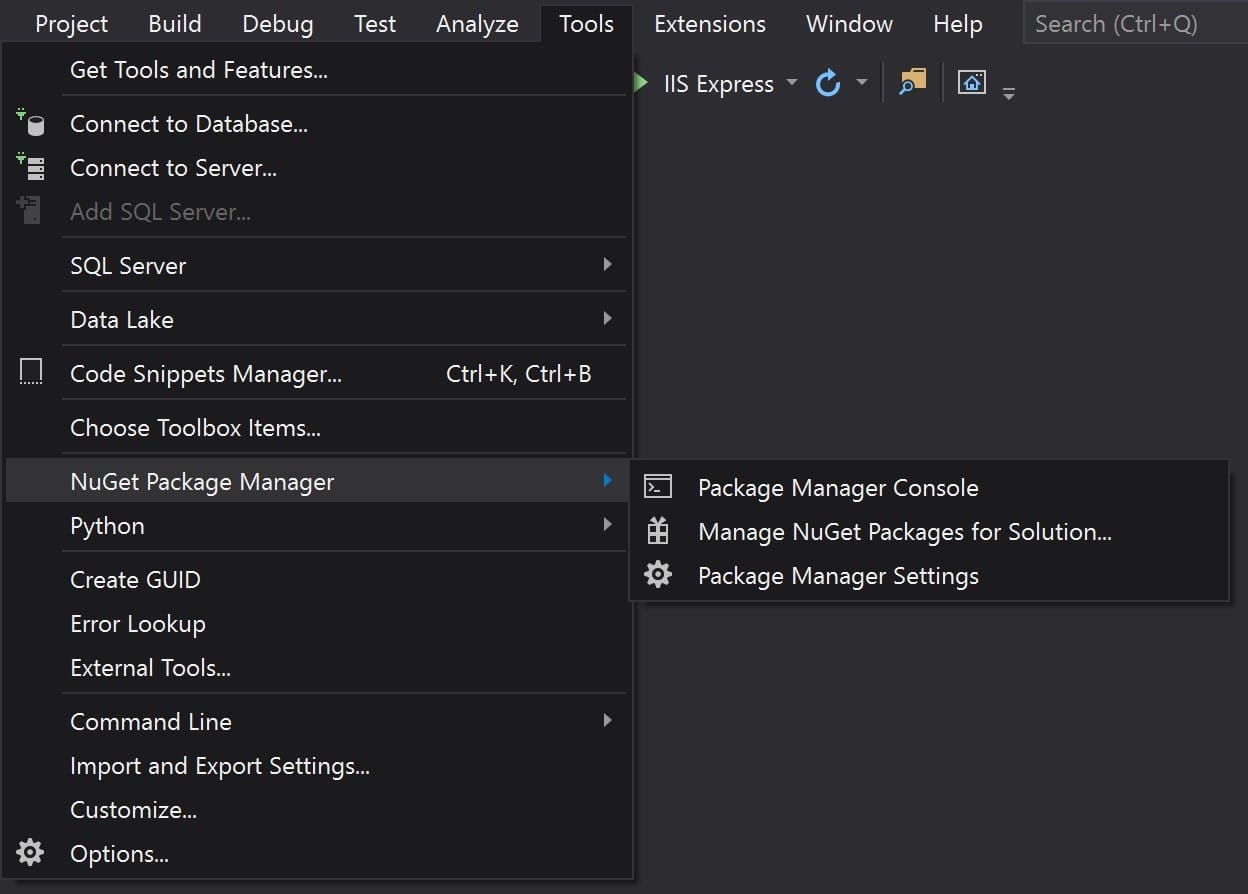 Project Build Debug Test Analyze Tools Extensions Window Help Search (Ctrl+Q)
IIS Express
Get Tools and Features...
Connect to Database...
Connect to Server...
Add SQL Server...
SQL Server
Data Lake
Code Snippets Manager... Ctrl+K, Ctrl+B
Choose Toolbox Items...
NuGet Package Manager
Python
Create GUID
Error Lookup
External Tools...
Command Line
Import and Export Settings...
Customize...
Options...
Package Manager Console
Manage NuGet Packages for Solution...
Package Manager Settings